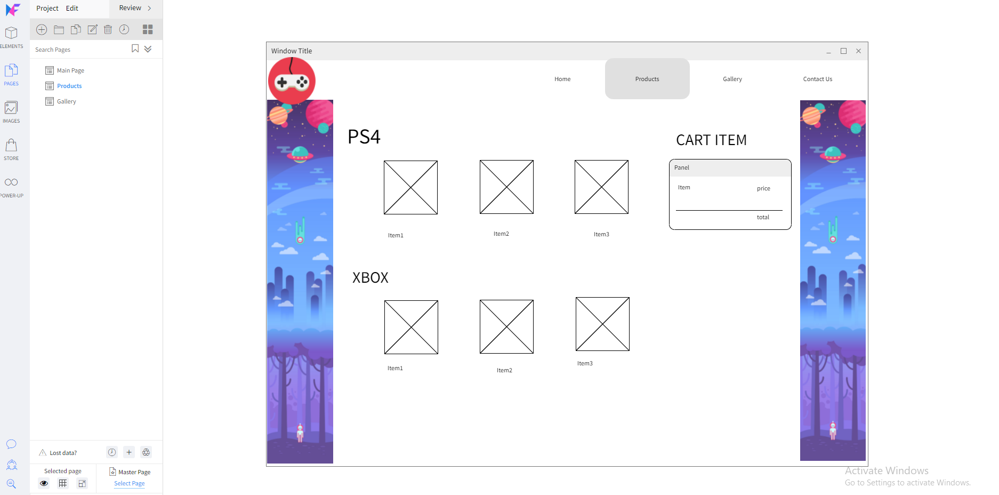 Project Edit Review
ELEMENTS
Search Pages
Main Page
PAGES
Products
Gallery
IMAGES
STORE
POWER-UP
Lost data?
Selected page
Master Page
Select Page
Window Title
Home Products Gallery Contact Us
PS4
CART ITEM
Panel
Item price
total
Item1 Item2 Item3
XBOX
Item1 Item2 Item3
Activate Windows
Go to Settings to activate Windows.